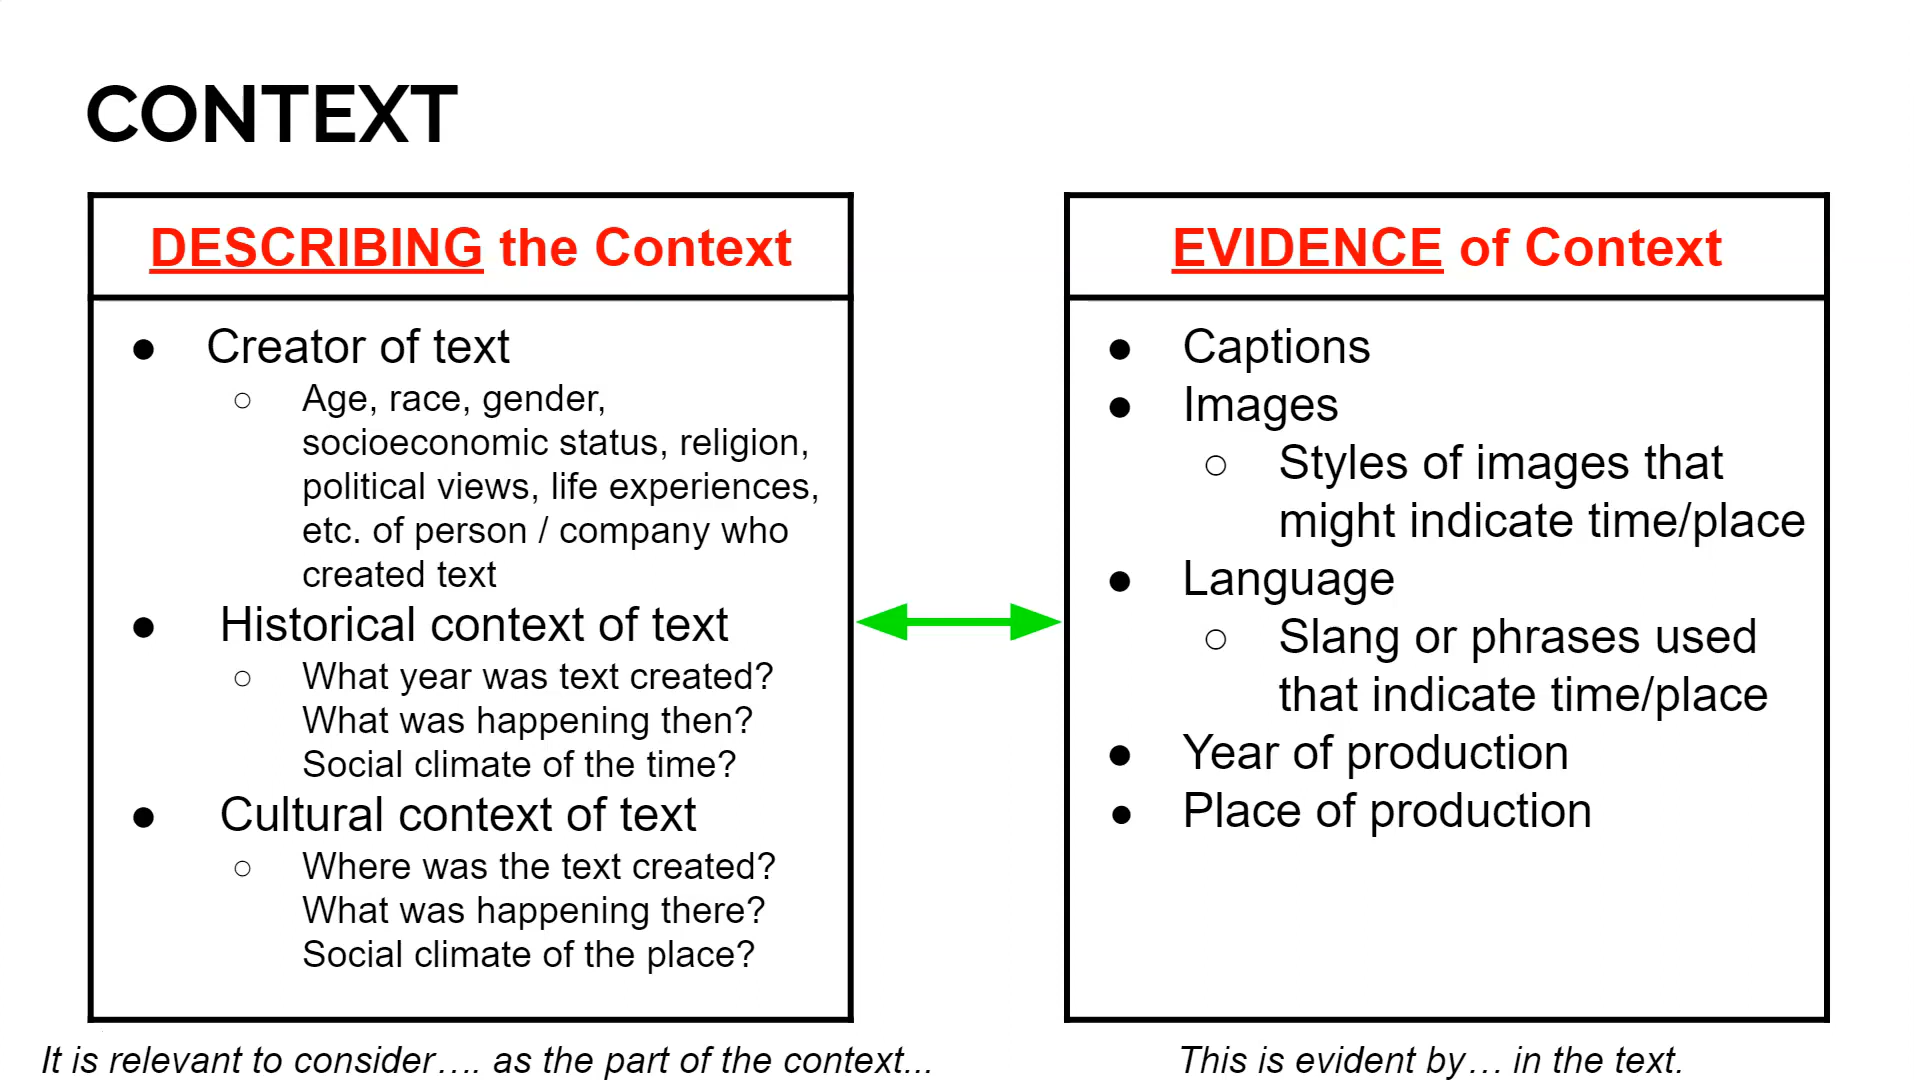 CONTEXT
DESCRIBING the Context
● Creator of text
○ Age, race, gender,
socioeconomic status, religion,
political views, life experiences,
etc. of person / company who
created text
● Historical context of text
○ What year was text created?
What was happening then?
Social climate of the time?
● Cultural context of text
○ Where was the text created?
What was happening there?
Social climate of the place?
It is relevant to consider…. as the part of the context...
EVIDENCE of Context
● Captions
● Images
○ Styles of images that
might indicate time/place
● Language
○ Slang or phrases used
that indicate time/place
● Year of production
● Place of production
This is evident by… in the text.